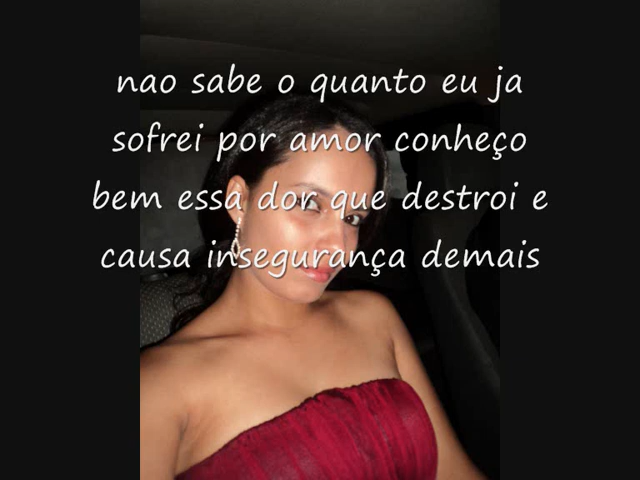 nao sabe o quanto eu ja
sofrei por amor conheço
bem essa dor que destroi e
causa insegurança demais